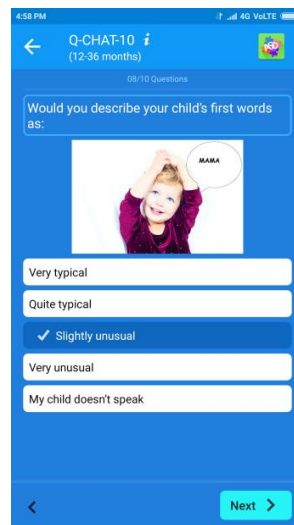 4:58 PM 4G VoLTE
Q-CHAT-10 i
(12-36 months)
08/10 Questions
Would you describe your child's first words
as:
MAMA
Very typical
Quite typical
Slightly unusual
Very unusual
My child doesn't speak
Next